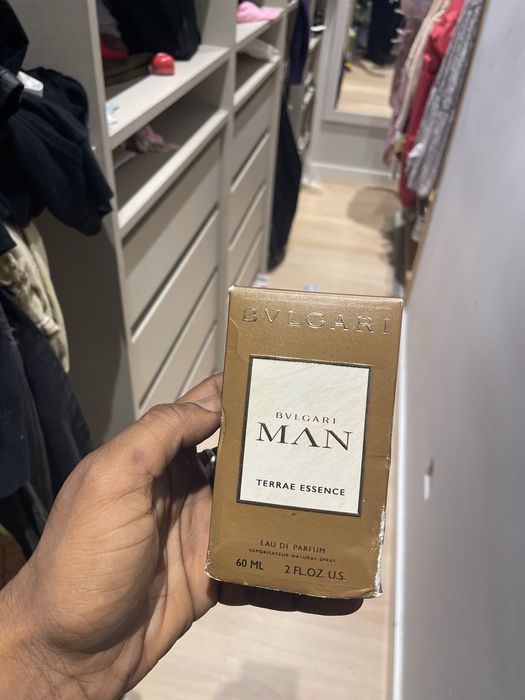 BVLGARI
BVLGARI
MAN
TERRAE ESSENCE
EAU DE PARFUM
VAPORISATEUR NATURAL SPRAY
60 ML 2 FL.OZ. U.S.